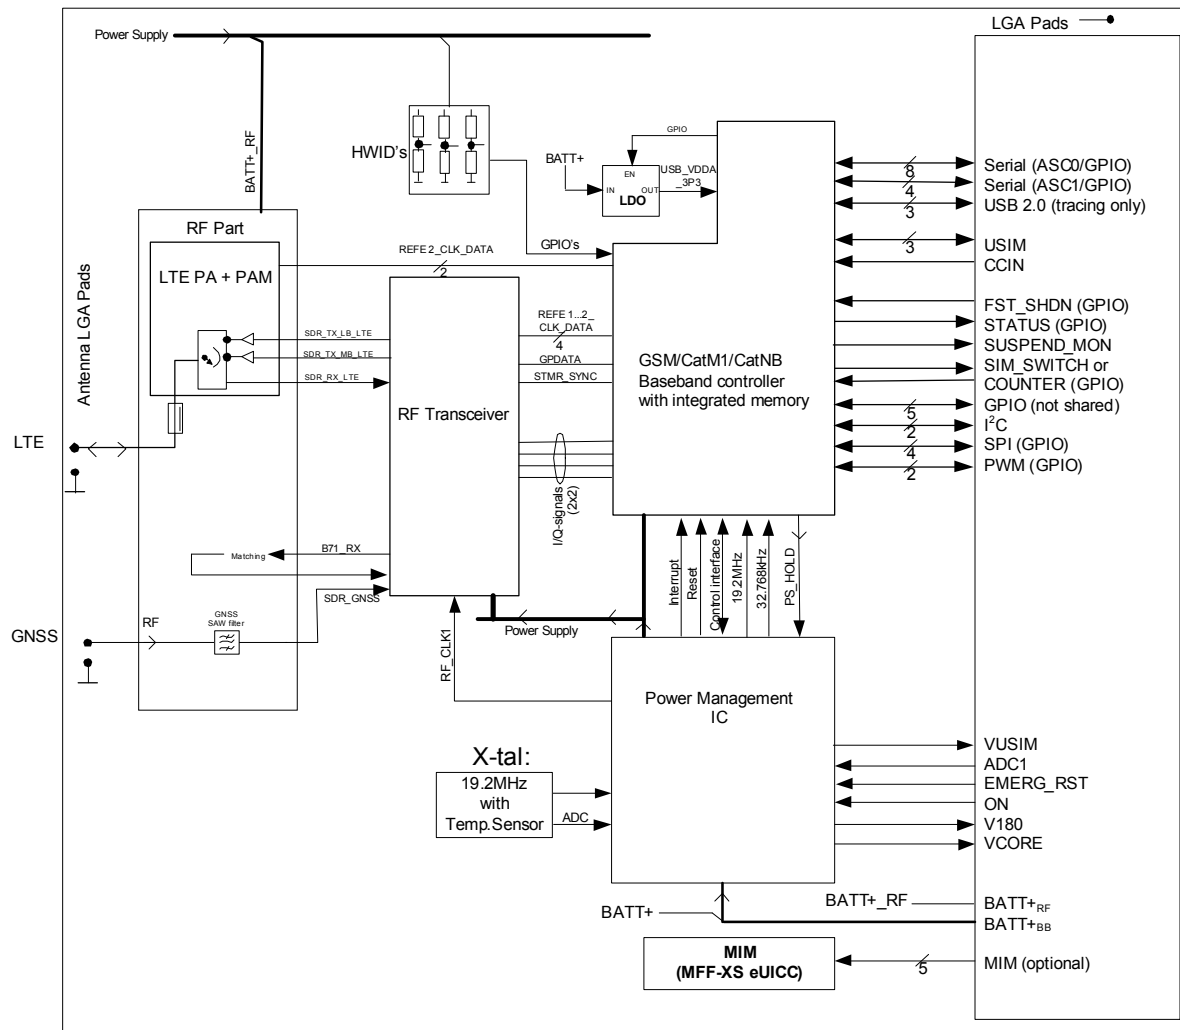 LGA Pads
Power Supply
BATT+_RF
HWID's
GPIO
BATT+
EN
IN
OUT
LDO
USB_VDDA
_3P3
GPIO's
Serial (ASC0/GPIO)
8
Serial (ASC1/GPIO)
4
USB 2.0 (tracing only)
3
USIM
3
CCIN
FST_SHDN (GPIO)
STATUS (GPIO)
SUSPEND_MON
SIM_SWITCH or
COUNTER (GPIO)
GPIO (not shared)
5
I²C
2
SPI (GPIO)
4
PWM (GPIO)
2
RF Part
LTE PA + PAM
REFE 2_CLK_DATA
2
Antenna LGA Pads
SDR_TX_LB_LTE
SDR_TX_MB_LTE
SDR_RX_LTE
RF Transceiver
REFE 1...2_
CLK_DATA
4
GPDATA
STMR_SYNC
I/Q-signals
(2x2)
GSM/CatM1/CatNB
Baseband controller
with integrated memory
LTE
Matching
B71_RX
SDR_GNSS
GNSS
RF
GNSS
SAW filter
Power Supply
RF_CLK1
Interrupt
Reset
Control interface
19.2MHz
32.768kHz
PS_HOLD
Power Management
IC
X-tal:
19.2MHz
with
Temp.Sensor
ADC
VUSIM
ADC1
EMERG_RST
ON
V180
VCORE
BATT+_RF
BATT+RF
BATT+
BATT+BB
MIM
(MFF-XS eUICC)
5
MIM (optional)